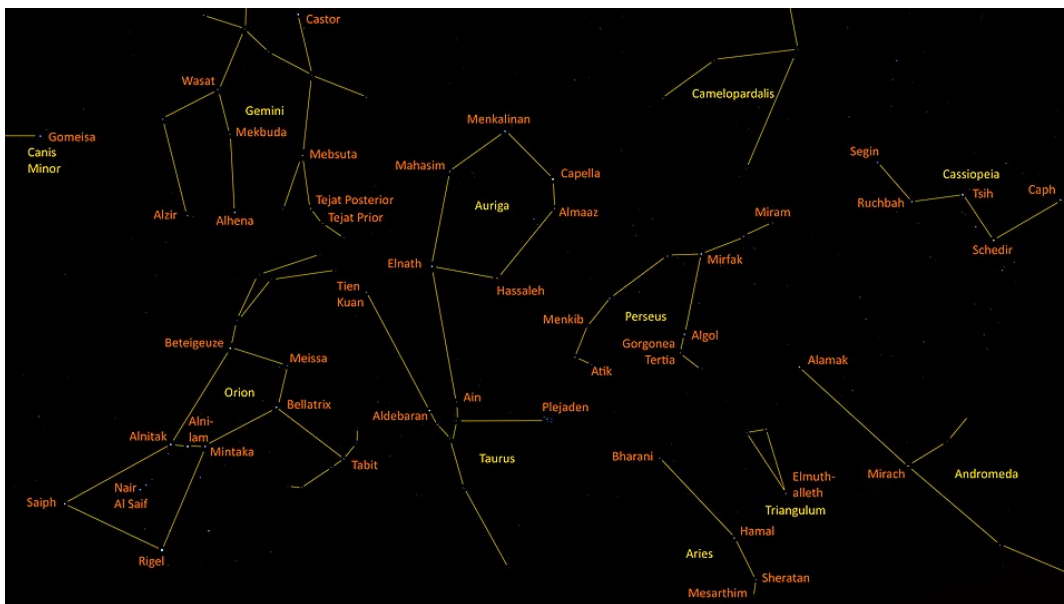 Castor
Wasat
Gemini
Mekbuda
Gomeisa
Canis
Minor
Mebsuta
Alzir
Alhena
Tejat Posterior
Tejat Prior
Menkalinan
Mahasim
Capella
Auriga
Almaaz
Elnath
Hassaleh
Camelopardalis
Segin
Cassiopeia
Tsih
Caph
Ruchbah
Schedir
Miram
Mirfak
Menkib
Perseus
Algol
Gorgonea
Tertia
Atik
Tien
Kuan
Beteigeuze
Meissa
Orion
Bellatrix
Alnitak
Alni-
lam
Mintaka
Tabit
Nair
Al Saif
Saiph
Rigel
Aldebaran
Ain
Plejaden
Taurus
Alamak
Bharani
Elmuth-
alleth
Triangulum
Mirach
Andromeda
Hamal
Aries
Sheratan
Mesarthim